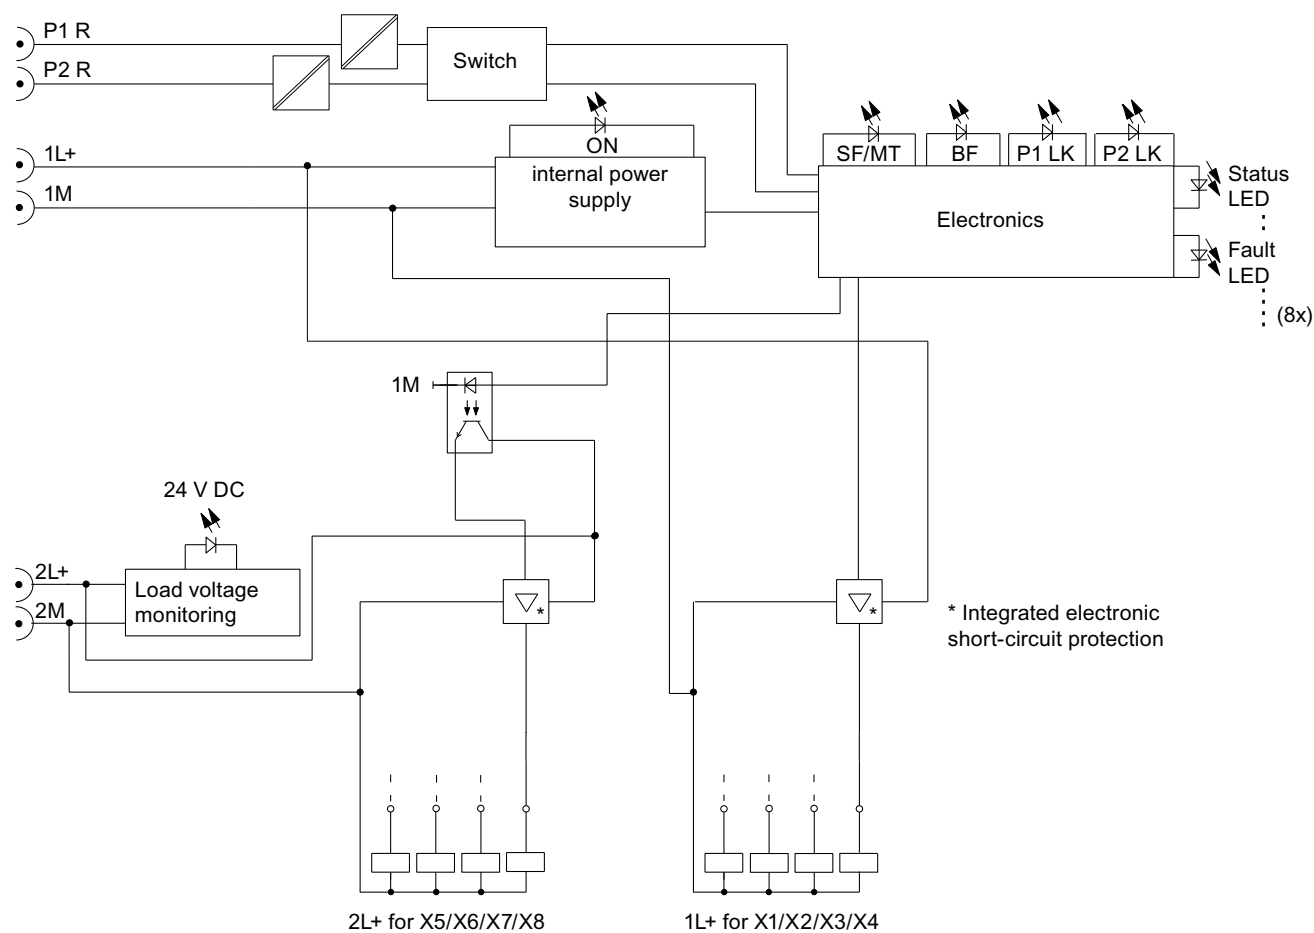 P1 R
P2 R
Switch
1L+
1M
ON
internal power
supply
SF/MT
BF
P1 LK
P2 LK
Electronics
Status
LED
Fault
LED
(8x)
1M
24 V DC
2L+
2M
Load voltage
monitoring
*
*
* Integrated electronic
short-circuit protection
2L+ for X5/X6/X7/X8
1L+ for X1/X2/X3/X4